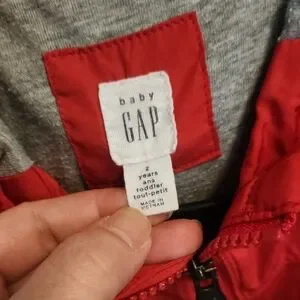 baby
GAP
2
years
ans
toddler
tout-petit
MADE IN
VIETNAM